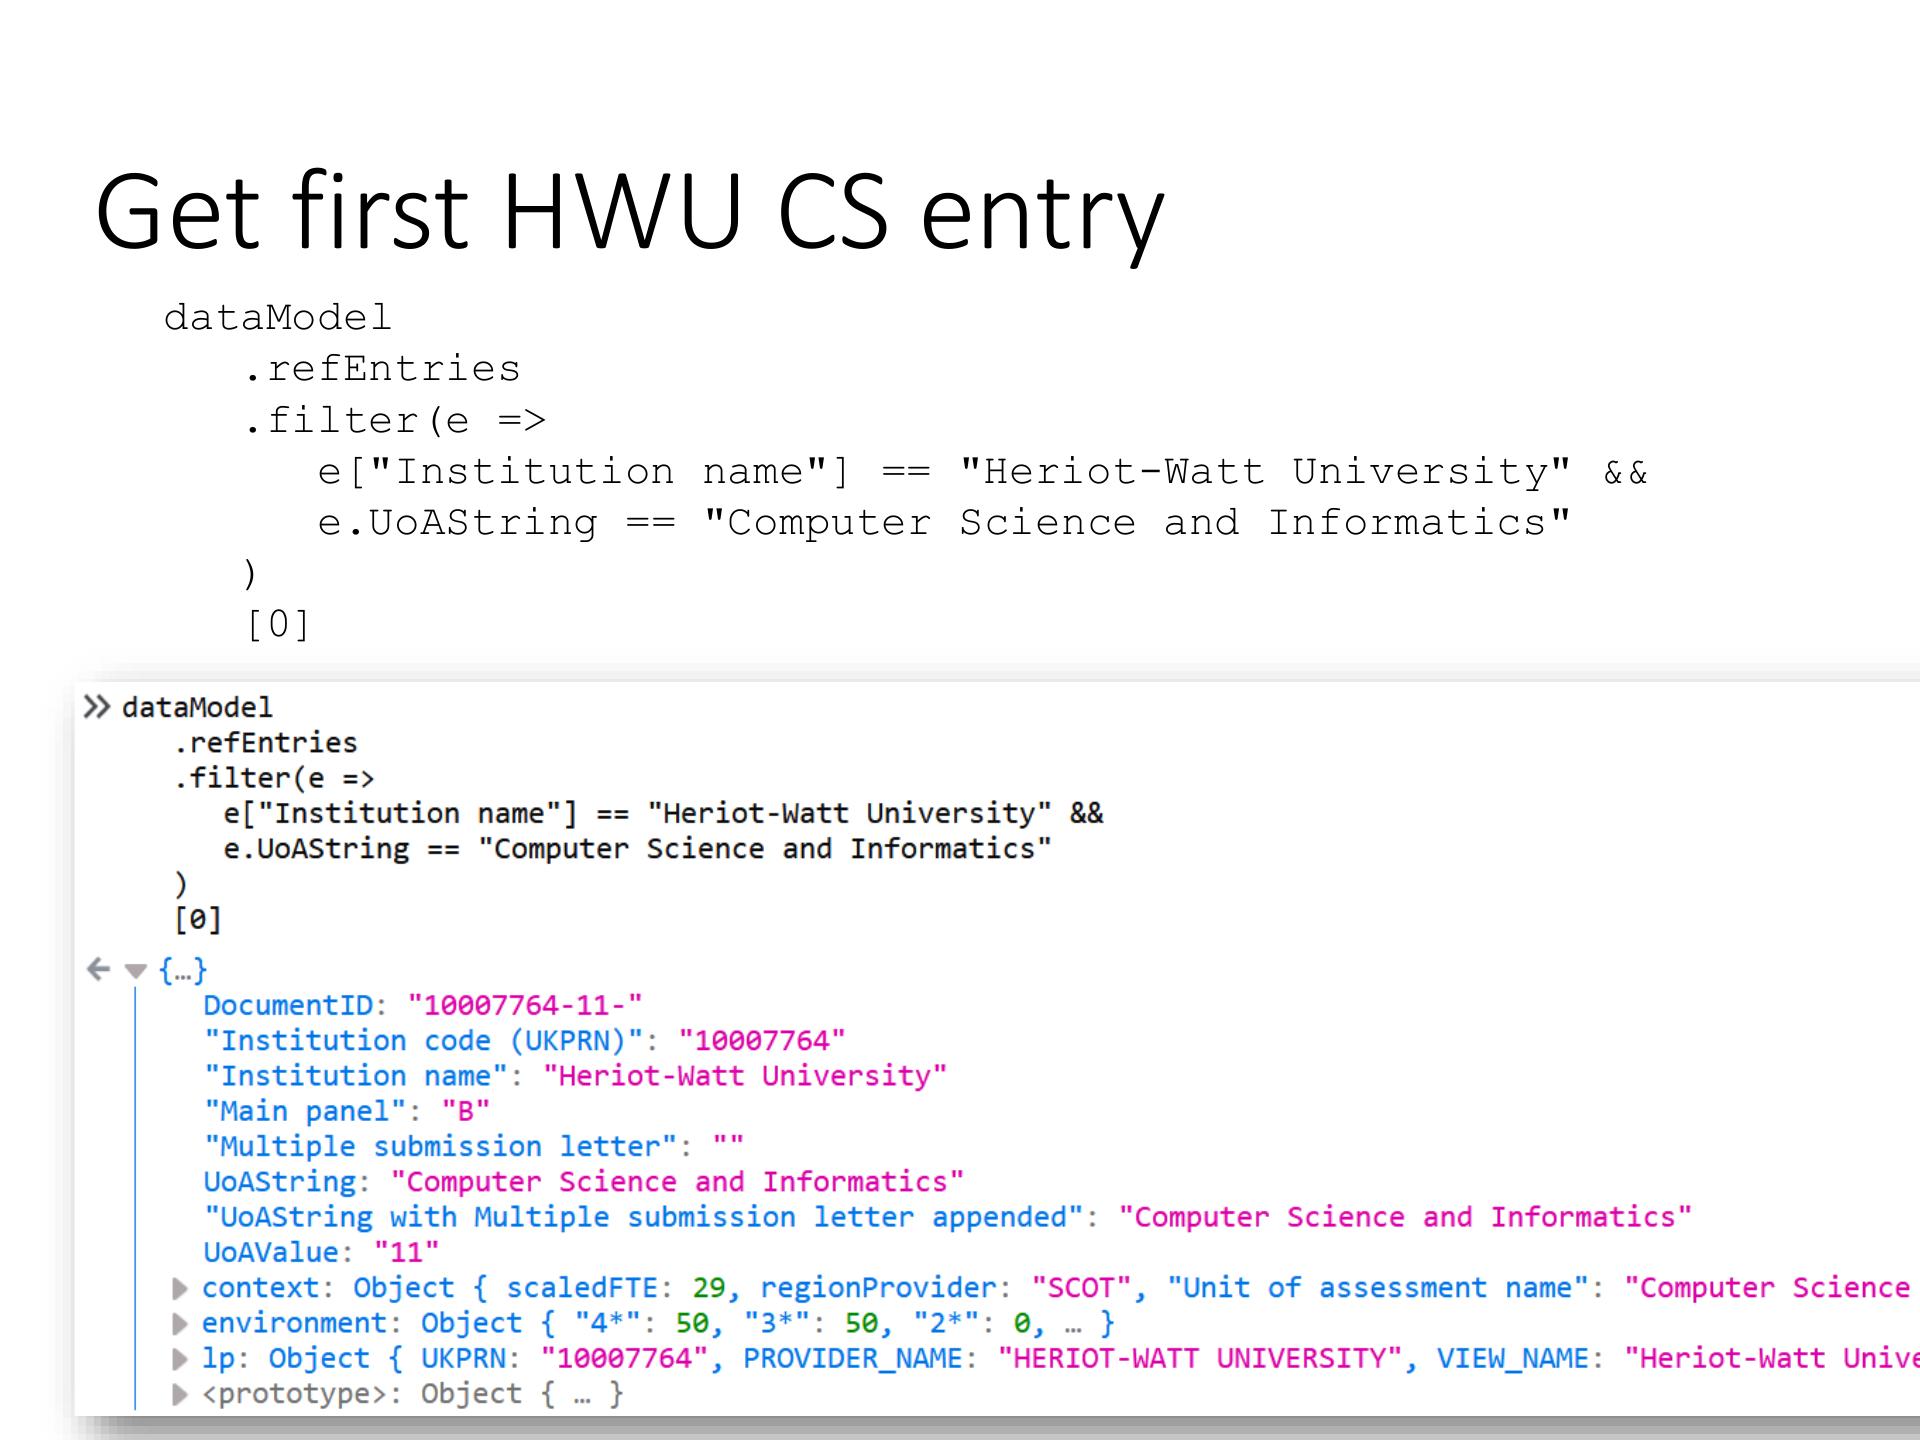 Get first HWU CS entry
dataModel
.refEntries
.filter(e =>
e["Institution name"] == "Heriot-Watt University" &&
e.UoAString == "Computer Science and Informatics"
)
[0]
dataModel
.refEntries
.filter(e =>
e["Institution name"] == "Heriot-Watt University" &&
e.UoAString == "Computer Science and Informatics"
)
[0]
{…}
DocumentID: "10007764-11-"
"Institution code (UKPRN)": "10007764"
"Institution name": "Heriot-Watt University"
"Main panel": "B"
"Multiple submission letter": ""
UoAString: "Computer Science and Informatics"
"UoAString with Multiple submission letter appended": "Computer Science and Informatics"
UoAValue: "11"
context: Object { scaledFTE: 29, regionProvider: "SCOT", "Unit of assessment name": "Computer Science
environment: Object { "4*": 50, "3*": 50, "2*": 0, … }
lp: Object { UKPRN: "10007764", PROVIDER_NAME: "HERIOT-WATT UNIVERSITY", VIEW_NAME: "Heriot-Watt Unive
<prototype>: Object { … }